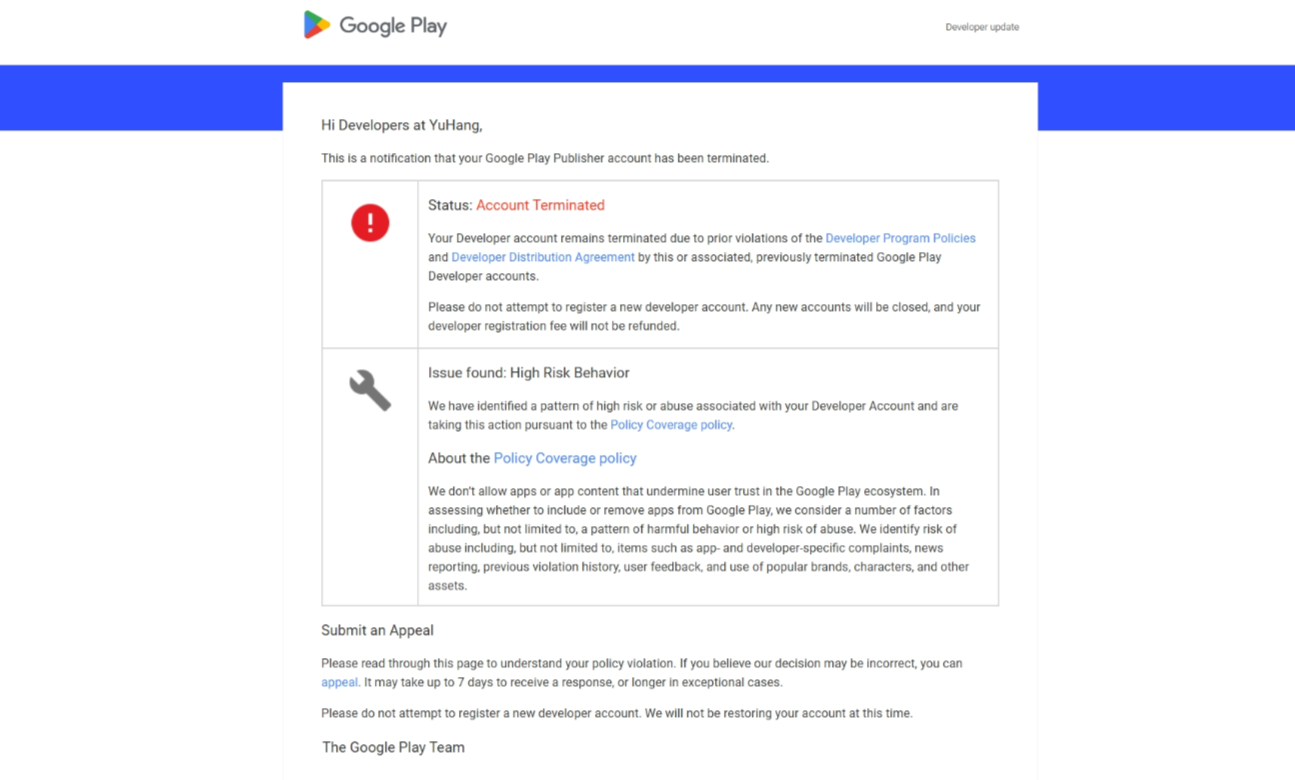 Google Play
Developer update
Hi Developers at YuHang,
This is a notification that your Google Play Publisher account has been terminated.
Status: Account Terminated
Your Developer account remains terminated due to prior violations of the Developer Program Policies
and Developer Distribution Agreement by this or associated, previously terminated Google Play
Developer accounts.
Please do not attempt to register a new developer account. Any new accounts will be closed, and your
developer registration fee will not be refunded.
Issue found: High Risk Behavior
We have identified a pattern of high risk or abuse associated with your Developer Account and are
taking this action pursuant to the Policy Coverage policy.
About the Policy Coverage policy
We don't allow apps or app content that undermine user trust in the Google Play ecosystem. In
assessing whether to include or remove apps from Google Play, we consider a number of factors
including, but not limited to, a pattern of harmful behavior or high risk of abuse. We identify risk of
abuse including, but not limited to, items such as app- and developer-specific complaints, news
reporting, previous violation history, user feedback, and use of popular brands, characters, and other
assets.
Submit an Appeal
Please read through this page to understand your policy violation. If you believe our decision may be incorrect, you can
appeal. It may take up to 7 days to receive a response, or longer in exceptional cases.
Please do not attempt to register a new developer account. We will not be restoring your account at this time.
The Google Play Team